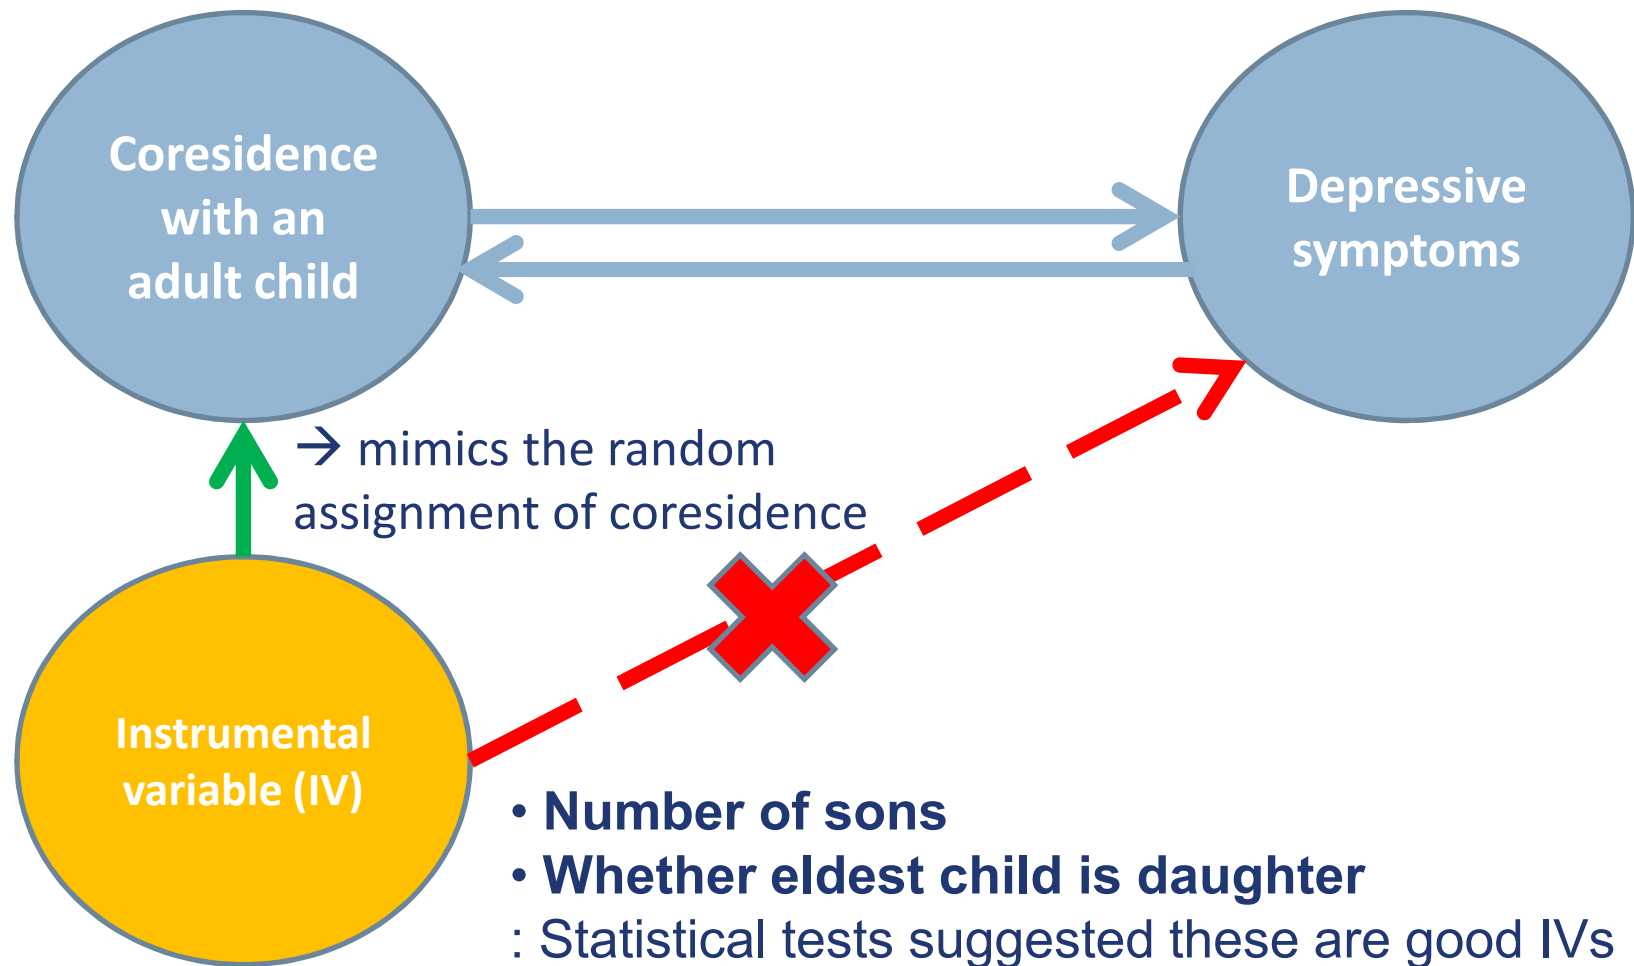 Coresidence
with an
adult child
Depressive
symptoms
→ mimics the random
assignment of coresidence
Instrumental
variable (IV)
• Number of sons
• Whether eldest child is daughter
: Statistical tests suggested these are good IVs